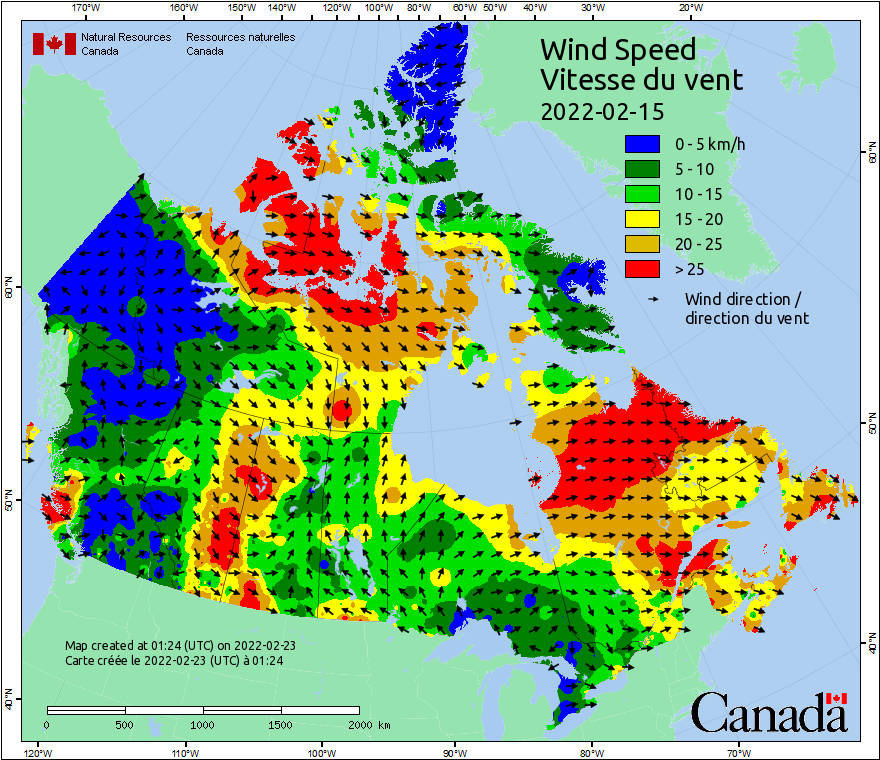 170°W 160°W 150°W 140°W 120°W 100°W 80°W 60°W 50°W 40°W 30°W 20°W
Natural Resources Ressources naturelles
Canada Canada
Wind Speed
Vitesse du vent
2022-02-15
0 - 5 km/h
5 - 10
10 - 15
15 - 20
20 - 25
> 25
Wind direction /
direction du vent
60°N
60°N
50°N
50°N
40°N
40°N
Map created at 01:24 (UTC) on 2022-02-23
Carte créée le 2022-02-23 (UTC) à 01:24
0 500 1000 1500 2000 km
Canada
120°W 110°W 100°W 90°W 80°W 70°W